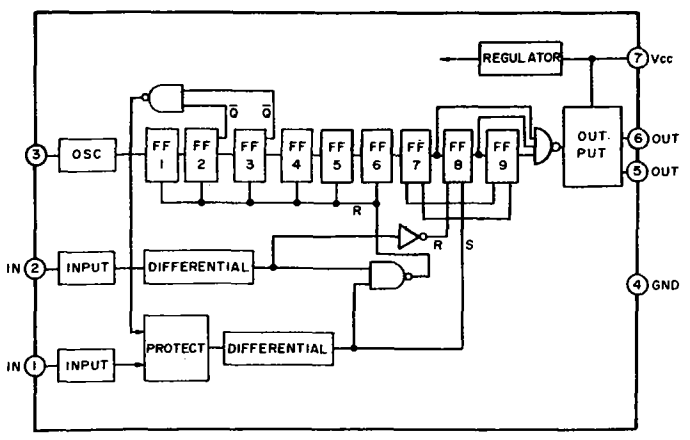 REGULATOR
7 Vcc
Q̅ Q̅
3 OSC
FF 1
FF 2
FF 3
FF 4
FF 5
FF 6
FF 7
FF 8
FF 9
OUT.
PUT
6 OUT
5 OUT
R
R
S
IN 2 INPUT DIFFERENTIAL
4 GND
PROTECT DIFFERENTIAL
IN 1 INPUT